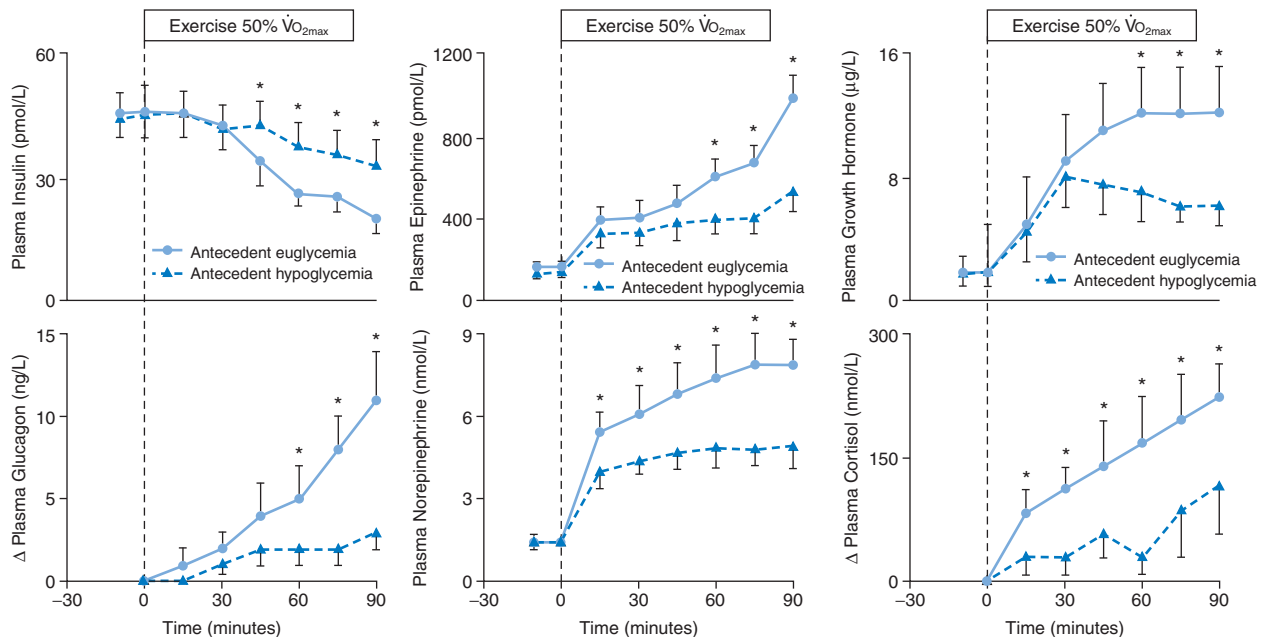 Exercise 50% V̇O2max
Exercise 50% V̇O2max
Exercise 50% V̇O2max
Plasma Insulin (pmol/L)
60
30
0
* * * *
Antecedent euglycemia
Antecedent hypoglycemia
Plasma Epinephrine (pmol/L)
1200
800
400
0
* * *
Antecedent euglycemia
Antecedent hypoglycemia
Plasma Growth Hormone (µg/L)
16
8
0
* * *
Antecedent euglycemia
Antecedent hypoglycemia
Δ Plasma Glucagon (ng/L)
15
10
5
0
* * *
–30 0 30 60 90
Time (minutes)
Plasma Norepinephrine (nmol/L)
9
6
3
0
* * * * * *
–30 0 30 60 90
Time (minutes)
Δ Plasma Cortisol (nmol/L)
300
150
0
* * * * * *
–30 0 30 60 90
Time (minutes)